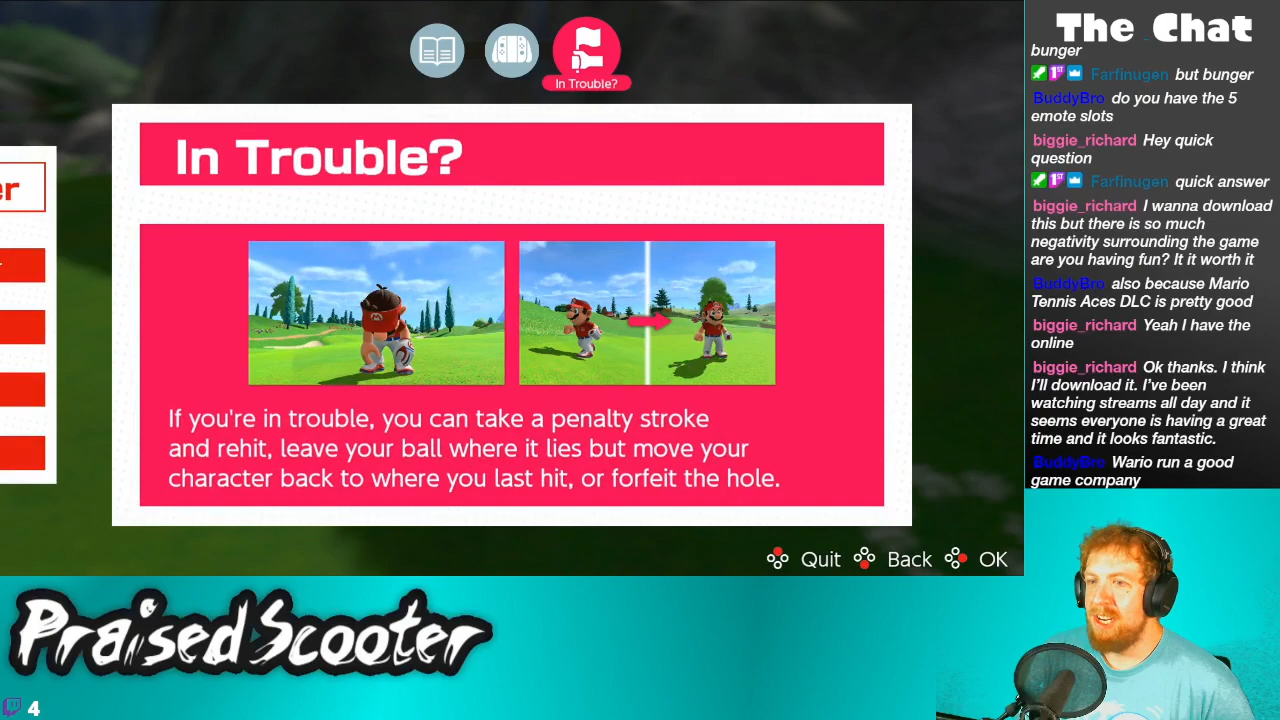 In Trouble?
er
In Trouble?
If you're in trouble, you can take a penalty stroke
and rehit, leave your ball where it lies but move your
character back to where you last hit, or forfeit the hole.
Quit Back OK
PraisedScooter
4
The Chat
bunger
Farfinugen but bunger
BuddyBro do you have the 5
emote slots
biggie_richard Hey quick
question
Farfinugen quick answer
biggie_richard I wanna download
this but there is so much
negativity surrounding the game
are you having fun? It it worth it
BuddyBro also because Mario
Tennis Aces DLC is pretty good
biggie_richard Yeah I have the
online
biggie_richard Ok thanks. I think
I'll download it. I've been
watching streams all day and it
seems everyone is having a great
time and it looks fantastic.
BuddyBro Wario run a good
game company